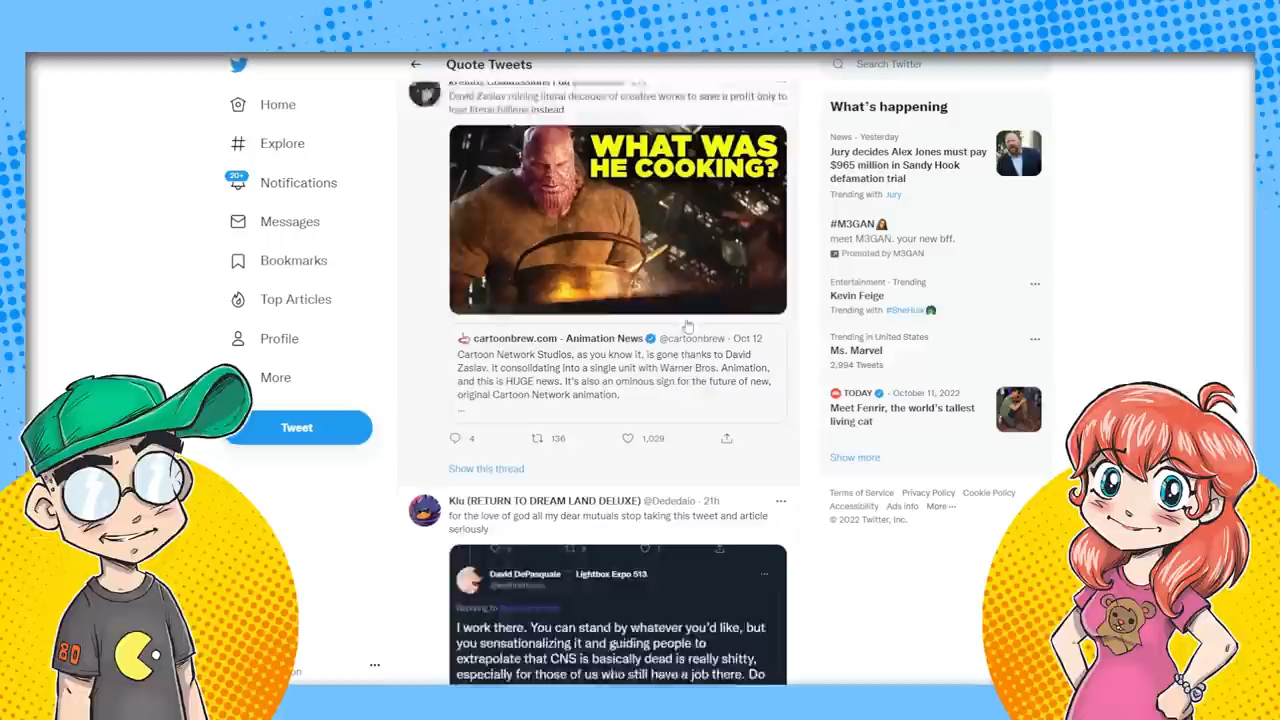 Quote Tweets
Search Twitter
Home
Explore
20+
Notifications
Messages
Bookmarks
Top Articles
Profile
More
Tweet
David Zaslav ruining literal decades of creative works to save a profit only to
lose literal billions instead
WHAT WAS
HE COOKING?
cartoonbrew.com - Animation News @cartoonbrew · Oct 12
Cartoon Network Studios, as you know it, is gone thanks to David
Zaslav. It consolidating into a single unit with Warner Bros. Animation,
and this is HUGE news. It's also an ominous sign for the future of new,
original Cartoon Network animation.
...
4 136 1,029
Show this thread
Klu (RETURN TO DREAM LAND DELUXE) @Dededaio · 21h
for the love of god all my dear mutuals stop taking this tweet and article
seriously
David DePasquale Lightbox Expo 513
Replying to
I work there. You can stand by whatever you'd like, but
you sensationalizing it and guiding people to
extrapolate that CNS is basically dead is really shitty,
especially for those of us who still have a job there. Do
What's happening
News · Yesterday
Jury decides Alex Jones must pay
$965 million in Sandy Hook
defamation trial
Trending with Jury
#M3GAN
meet M3GAN. your new bff.
Promoted by M3GAN
Entertainment · Trending
Kevin Feige
Trending with #SheHulk
Trending in United States
Ms. Marvel
2,994 Tweets
TODAY · October 11, 2022
Meet Fenrir, the world's tallest
living cat
Show more
Terms of Service Privacy Policy Cookie Policy
Accessibility Ads info More ···
© 2022 Twitter, Inc.
80